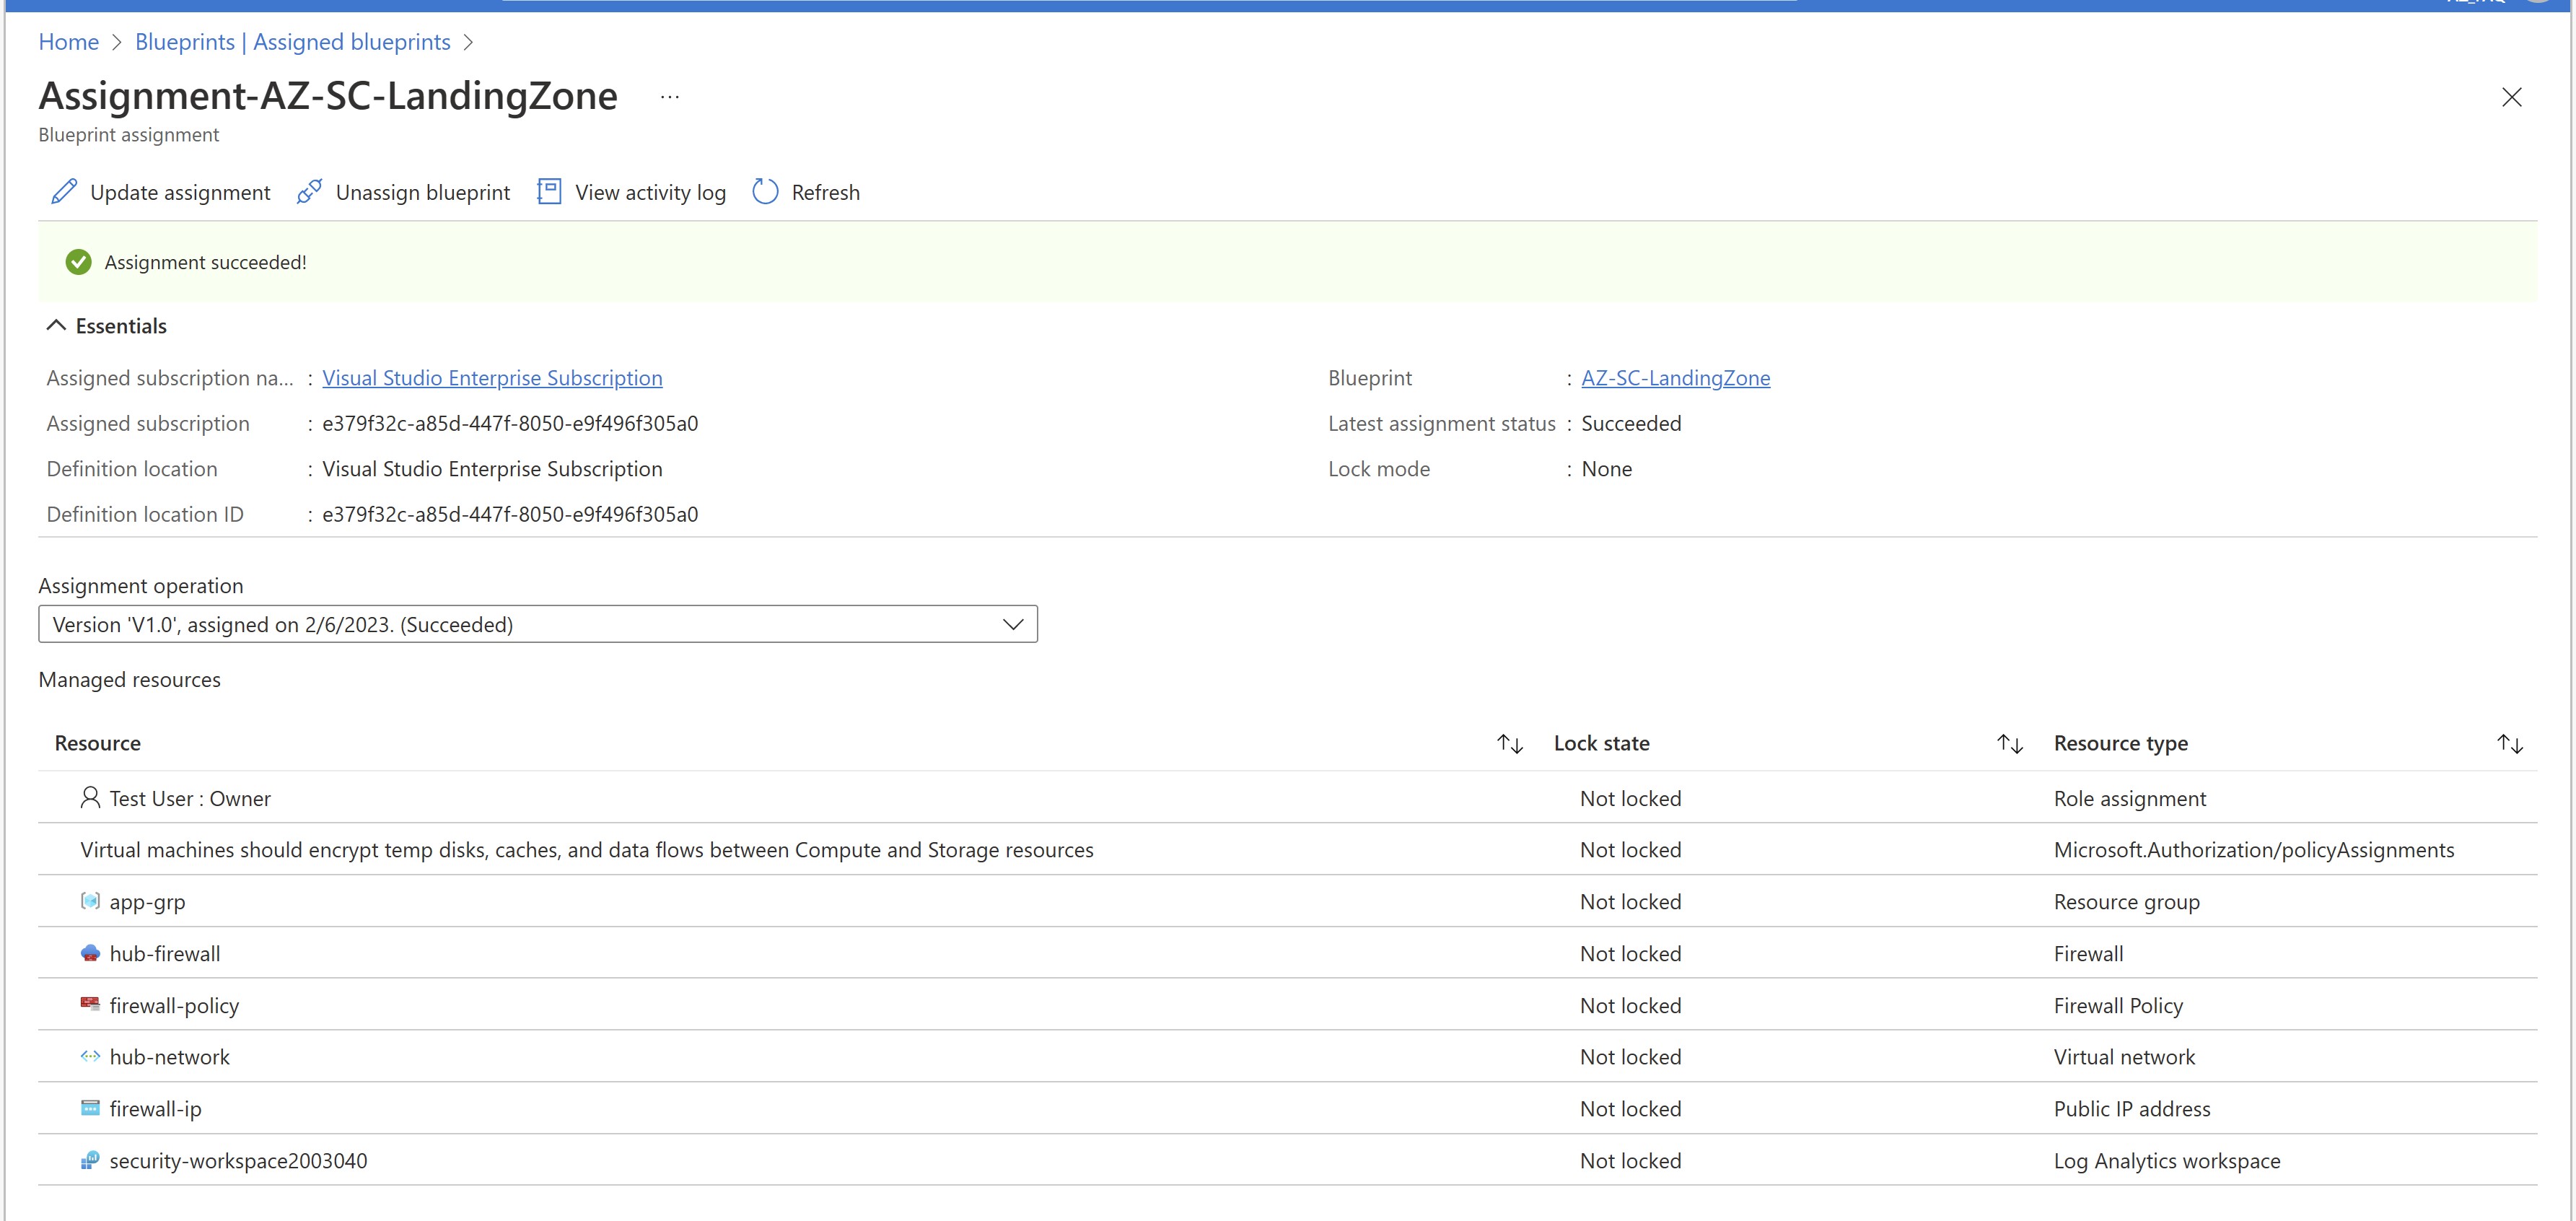 Home > Blueprints | Assigned blueprints >
Assignment-AZ-SC-LandingZone ...
Blueprint assignment
Update assignment Unassign blueprint View activity log Refresh
Assignment succeeded!
Essentials
Assigned subscription na... : Visual Studio Enterprise Subscription Blueprint : AZ-SC-LandingZone
Assigned subscription : e379f32c-a85d-447f-8050-e9f496f305a0 Latest assignment status : Succeeded
Definition location : Visual Studio Enterprise Subscription Lock mode : None
Definition location ID : e379f32c-a85d-447f-8050-e9f496f305a0
Assignment operation
Version 'V1.0', assigned on 2/6/2023. (Succeeded)
Managed resources
Resource Lock state Resource type
Test User : Owner Not locked Role assignment
Virtual machines should encrypt temp disks, caches, and data flows between Compute and Storage resources Not locked Microsoft.Authorization/policyAssignments
app-grp Not locked Resource group
hub-firewall Not locked Firewall
firewall-policy Not locked Firewall Policy
hub-network Not locked Virtual network
firewall-ip Not locked Public IP address
security-workspace2003040 Not locked Log Analytics workspace